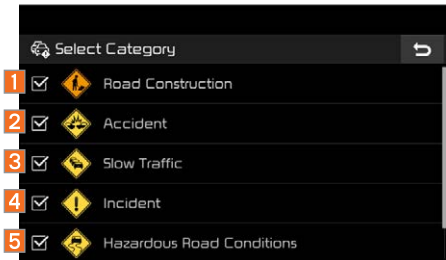 Select Category
1 Road Construction
2 Accident
3 Slow Traffic
4 Incident
5 Hazardous Road Conditions